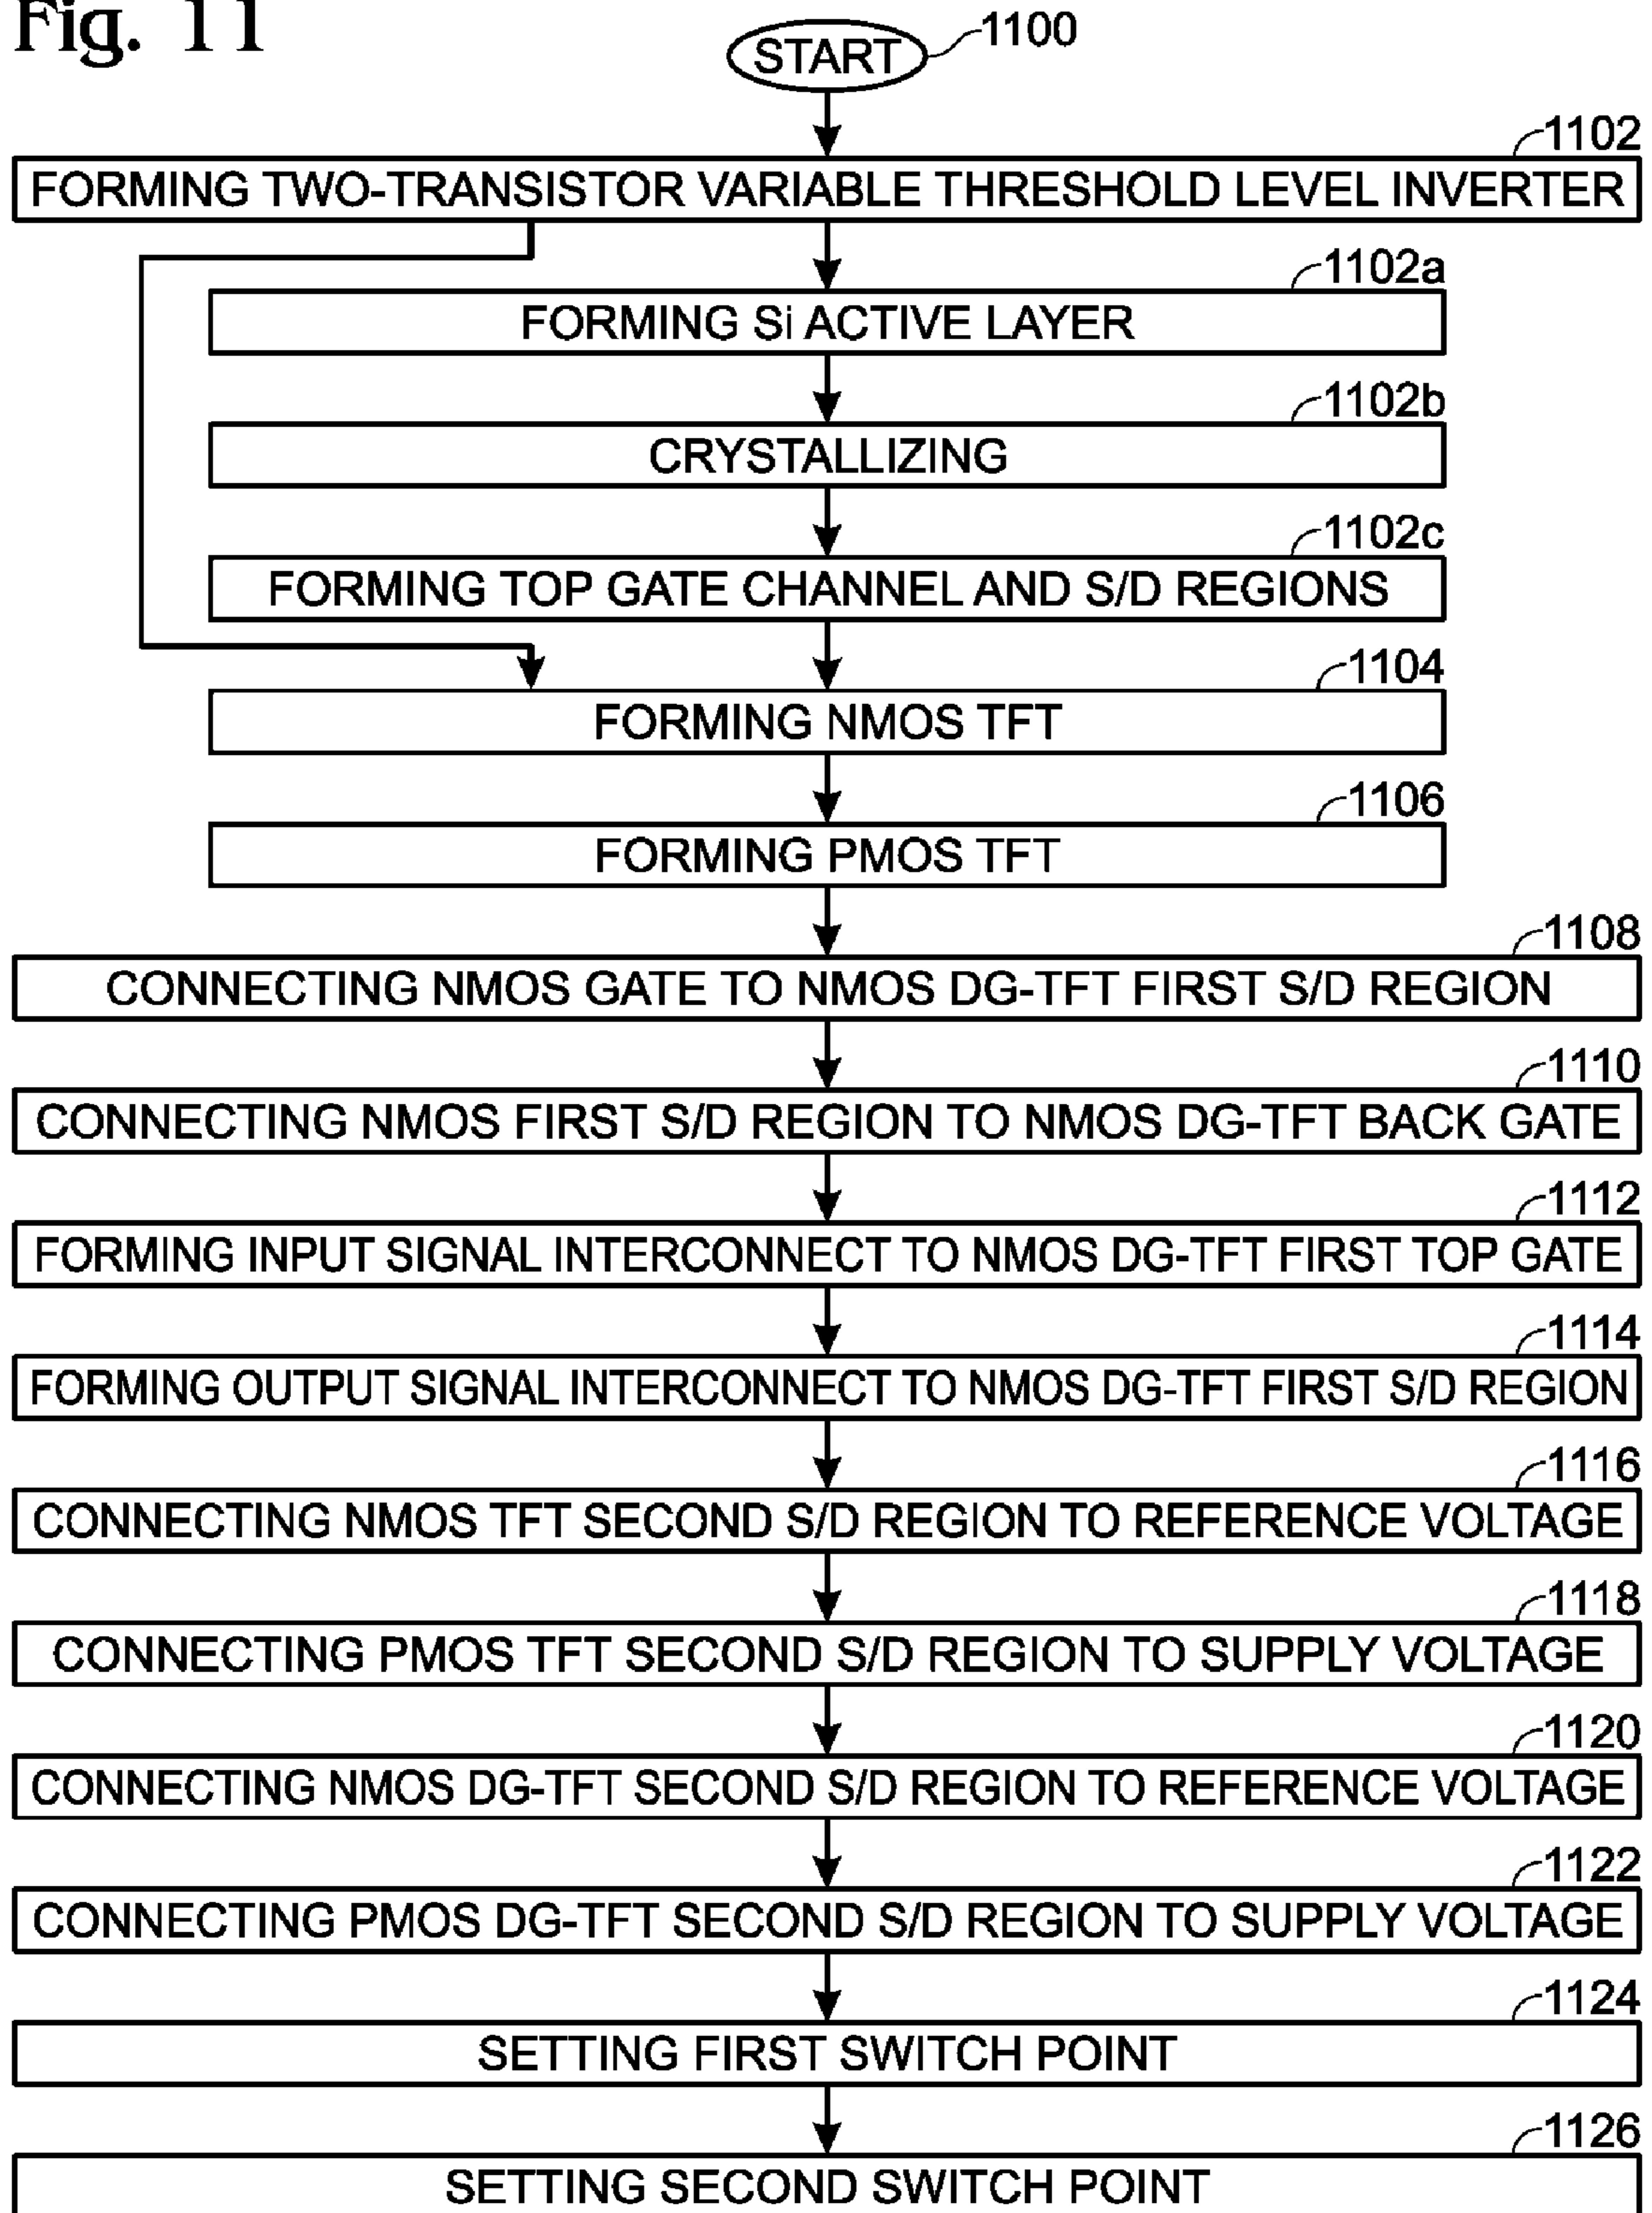 Fig. 11
START
1100
1102
FORMING TWO-TRANSISTOR VARIABLE THRESHOLD LEVEL INVERTER
1102a
FORMING Si ACTIVE LAYER
1102b
CRYSTALLIZING
1102c
FORMING TOP GATE CHANNEL AND S/D REGIONS
1104
FORMING NMOS TFT
1106
FORMING PMOS TFT
1108
CONNECTING NMOS GATE TO NMOS DG-TFT FIRST S/D REGION
1110
CONNECTING NMOS FIRST S/D REGION TO NMOS DG-TFT BACK GATE
1112
FORMING INPUT SIGNAL INTERCONNECT TO NMOS DG-TFT FIRST TOP GATE
1114
FORMING OUTPUT SIGNAL INTERCONNECT TO NMOS DG-TFT FIRST S/D REGION
1116
CONNECTING NMOS TFT SECOND S/D REGION TO REFERENCE VOLTAGE
1118
CONNECTING PMOS TFT SECOND S/D REGION TO SUPPLY VOLTAGE
1120
CONNECTING NMOS DG-TFT SECOND S/D REGION TO REFERENCE VOLTAGE
1122
CONNECTING PMOS DG-TFT SECOND S/D REGION TO SUPPLY VOLTAGE
1124
SETTING FIRST SWITCH POINT
1126
SETTING SECOND SWITCH POINT